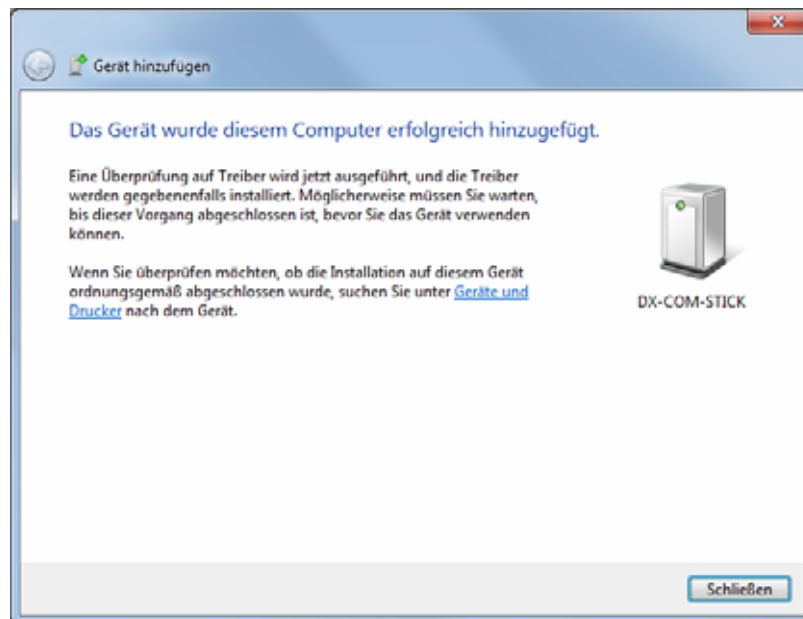 Gerät hinzufügen
Das Gerät wurde diesem Computer erfolgreich hinzugefügt.
Eine Überprüfung auf Treiber wird jetzt ausgeführt, und die Treiber
werden gegebenenfalls installiert. Möglicherweise müssen Sie warten,
bis dieser Vorgang abgeschlossen ist, bevor Sie das Gerät verwenden
können.
Wenn Sie überprüfen möchten, ob die Installation auf diesem Gerät
ordnungsgemäß abgeschlossen wurde, suchen Sie unter Geräte und
Drucker nach dem Gerät.
DX-COM-STICK
Schließen